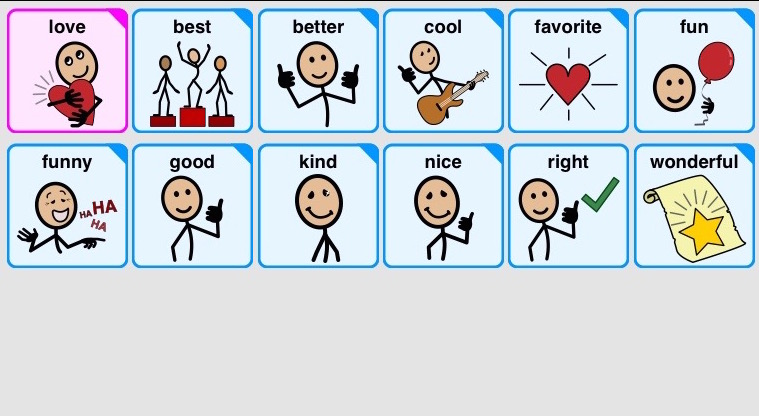 love best better cool favorite fun
HA HA
HA
funny good kind nice right wonderful